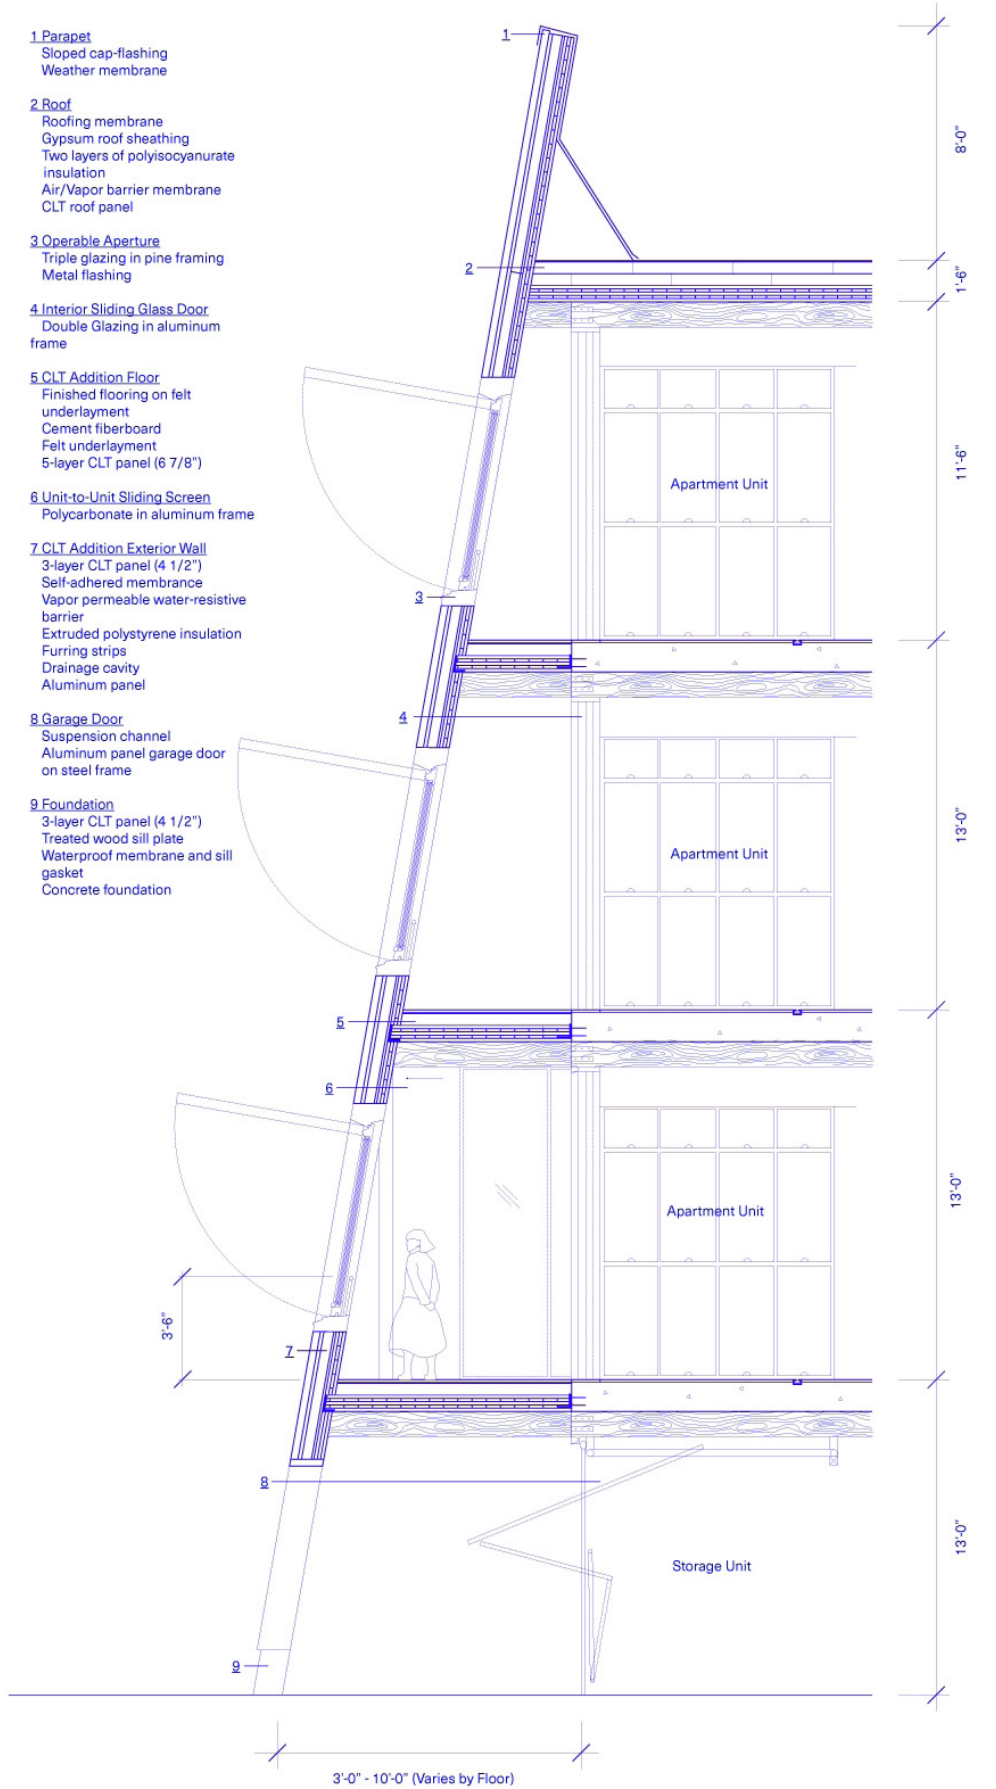 1 Parapet
Sloped cap-flashing
Weather membrane
2 Roof
Roofing membrane
Gypsum roof sheathing
Two layers of polyisocyanurate
insulation
Air/Vapor barrier membrane
CLT roof panel
3 Operable Aperture
Triple glazing in pine framing
Metal flashing
4 Interior Sliding Glass Door
Double Glazing in aluminum
frame
5 CLT Addition Floor
Finished flooring on felt
underlayment
Cement fiberboard
Felt underlayment
5-layer CLT panel (6 7/8")
6 Unit-to-Unit Sliding Screen
Polycarbonate in aluminum frame
7 CLT Addition Exterior Wall
3-layer CLT panel (4 1/2")
Self-adhered membrance
Vapor permeable water-resistive
barrier
Extruded polystyrene insulation
Furring strips
Drainage cavity
Aluminum panel
8 Garage Door
Suspension channel
Aluminum panel garage door
on steel frame
9 Foundation
3-layer CLT panel (4 1/2")
Treated wood sill plate
Waterproof membrane and sill
gasket
Concrete foundation
1
8'-0"
2
1'-6"
Apartment Unit
11'-6"
3
4
Apartment Unit
13'-0"
5
6
Apartment Unit
13'-0"
3'-6"
7
8
Storage Unit
13'-0"
9
3'-0" - 10'-0" (Varies by Floor)